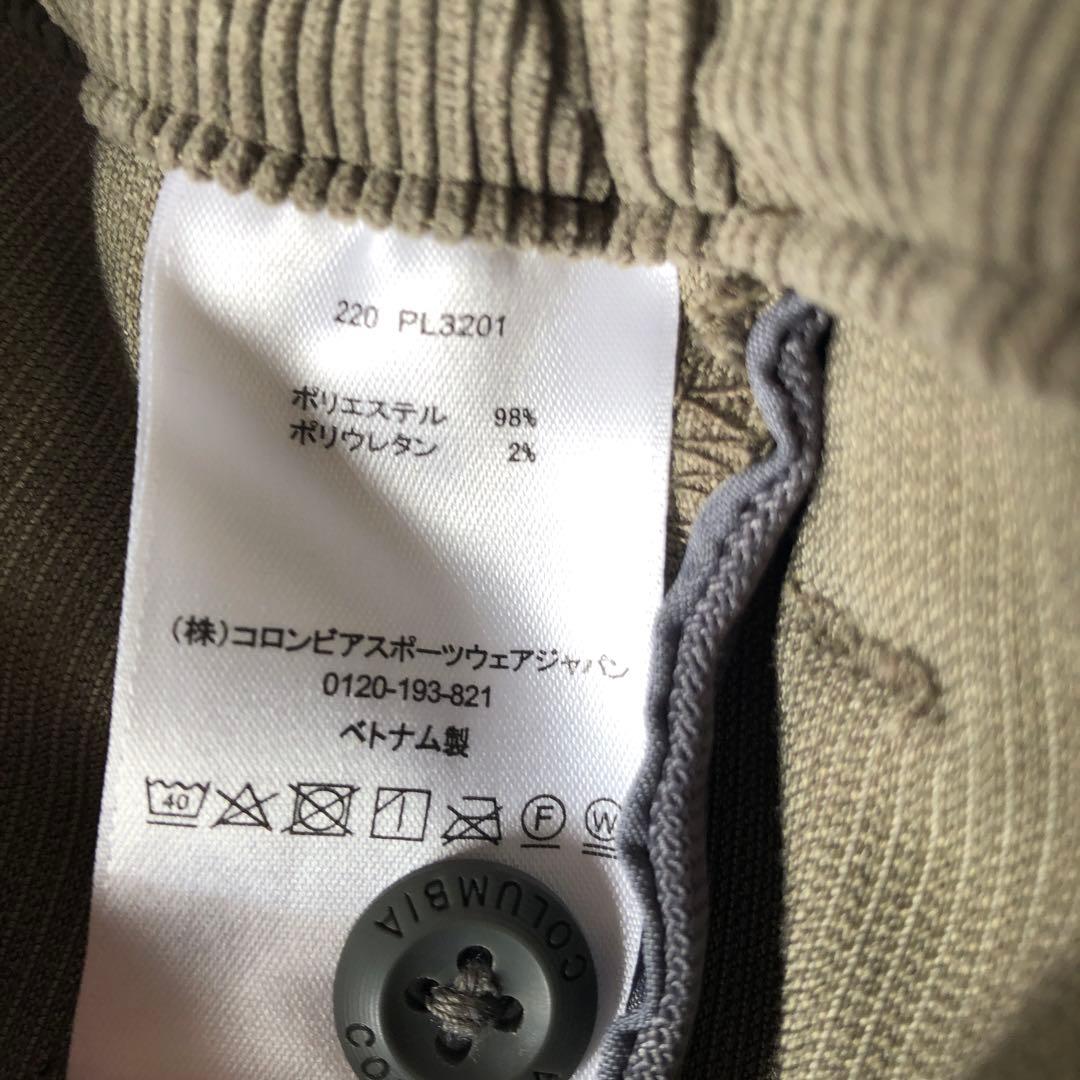 220 PL3201
ポリエステル 98%
ポリウレタン 2%
(株)コロンビアスポーツウェアジャパン
0120-193-821
ベトナム製
40
F
W
COLUMBIA